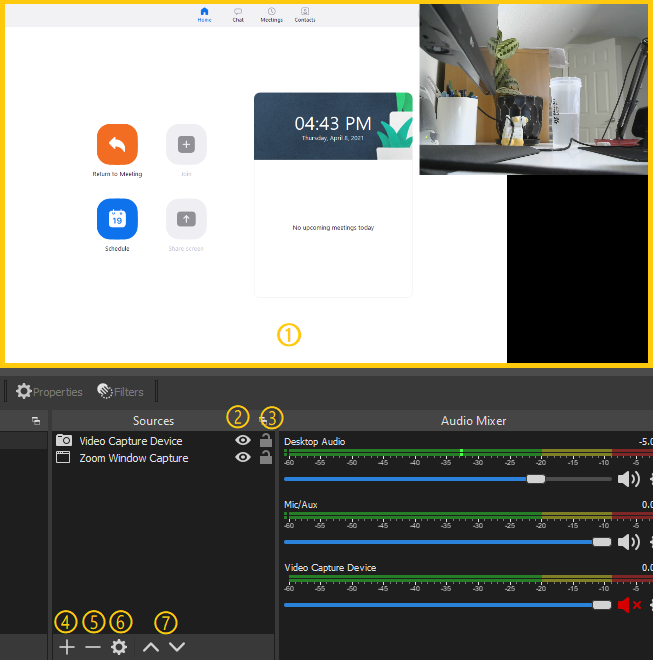 Home Chat Meetings Contacts
04:43 PM
Thursday, April 8, 2021
Return to Meeting Join
19
Schedule Share screen
No upcoming meetings today
1
Properties Filters
2 3
Sources Audio Mixer
Video Capture Device
Zoom Window Capture
Desktop Audio -5.0
-60 -55 -50 -45 -40 -35 -30 -25 -20 -15 -10 -5
Mic/Aux 0.0
-60 -55 -50 -45 -40 -35 -30 -25 -20 -15 -10 -5
Video Capture Device 0.0
-60 -55 -50 -45 -40 -35 -30 -25 -20 -15 -10 -5
4 5 6 7